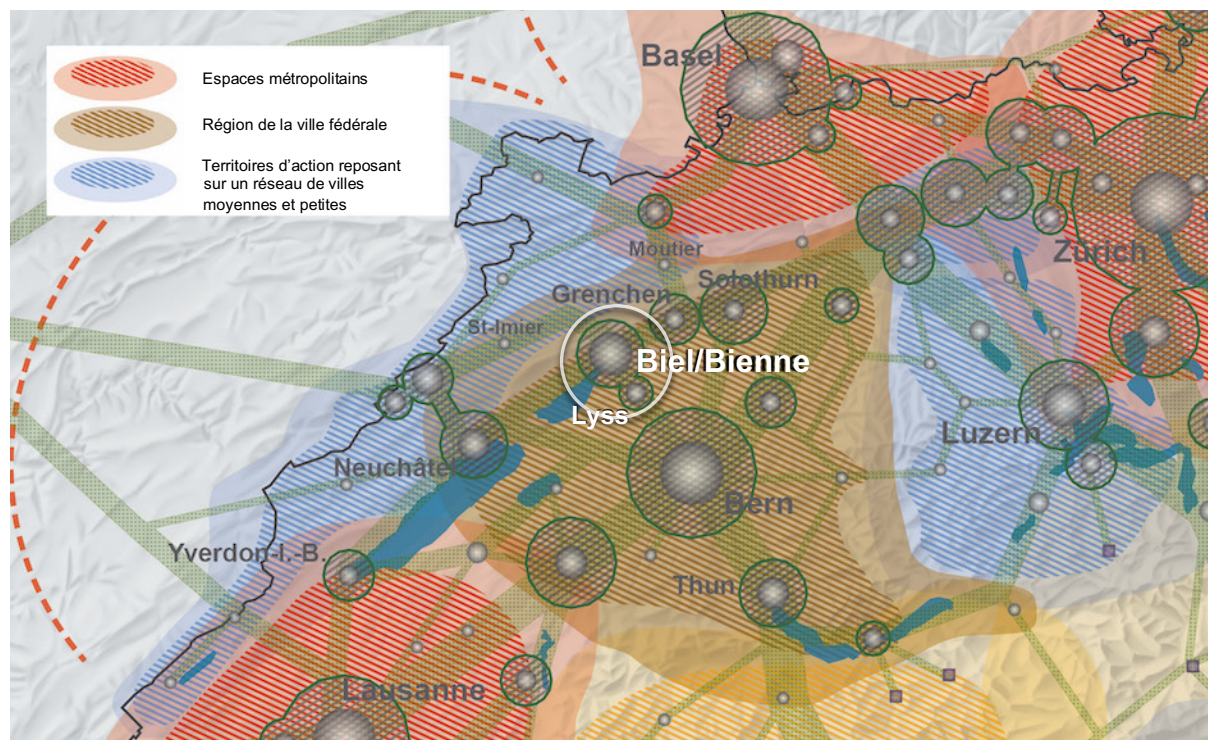 Espaces métropolitains
Région de la ville fédérale
Territoires d'action reposant
sur un réseau de villes
moyennes et petites
Basel
Moutier
Zürich
Solothurn
Grenchen
St-Imier
Biel/Bienne
Lyss
Luzern
Neuchâtel
Bern
Yverdon-l.-B.
Thun
Lausanne